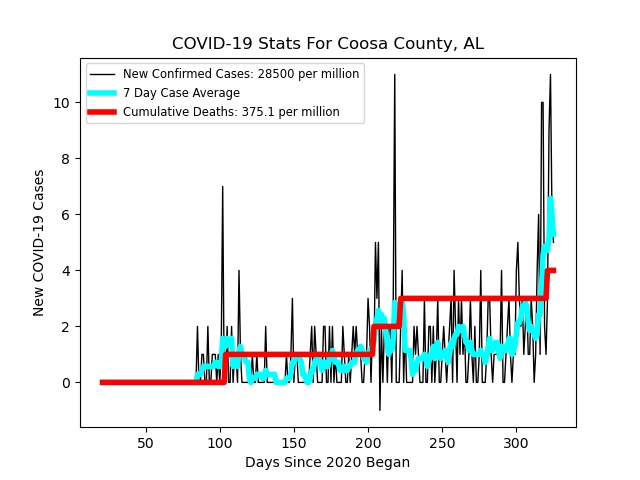 COVID-19 Stats For Coosa County, AL
New Confirmed Cases: 28500 per million
7 Day Case Average
Cumulative Deaths: 375.1 per million
New COVID-19 Cases
10
8
6
4
2
0
50 100 150 200 250 300
Days Since 2020 Began